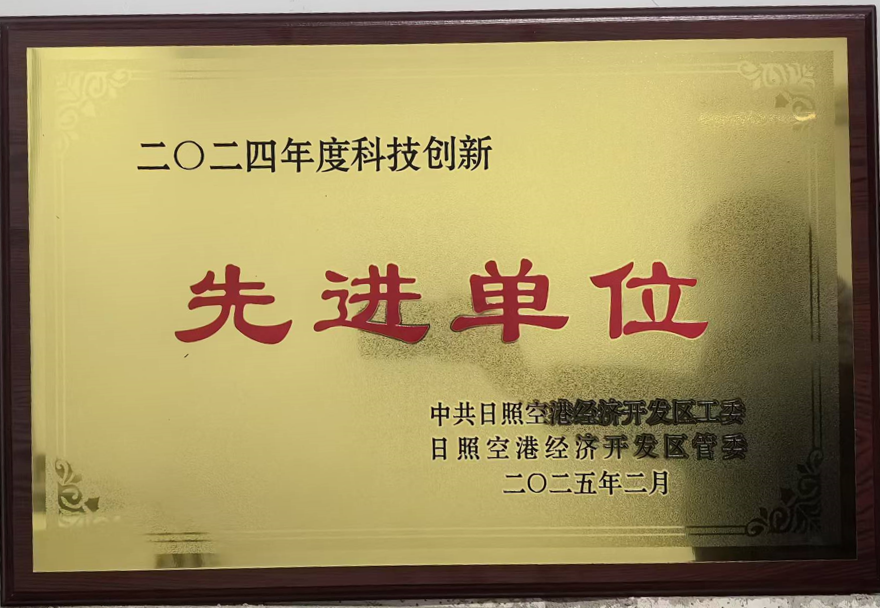 二〇二四年度科技创新
先进单位
中共日照空港经济开发区工委
日照空港经济开发区管委
二〇二五年二月